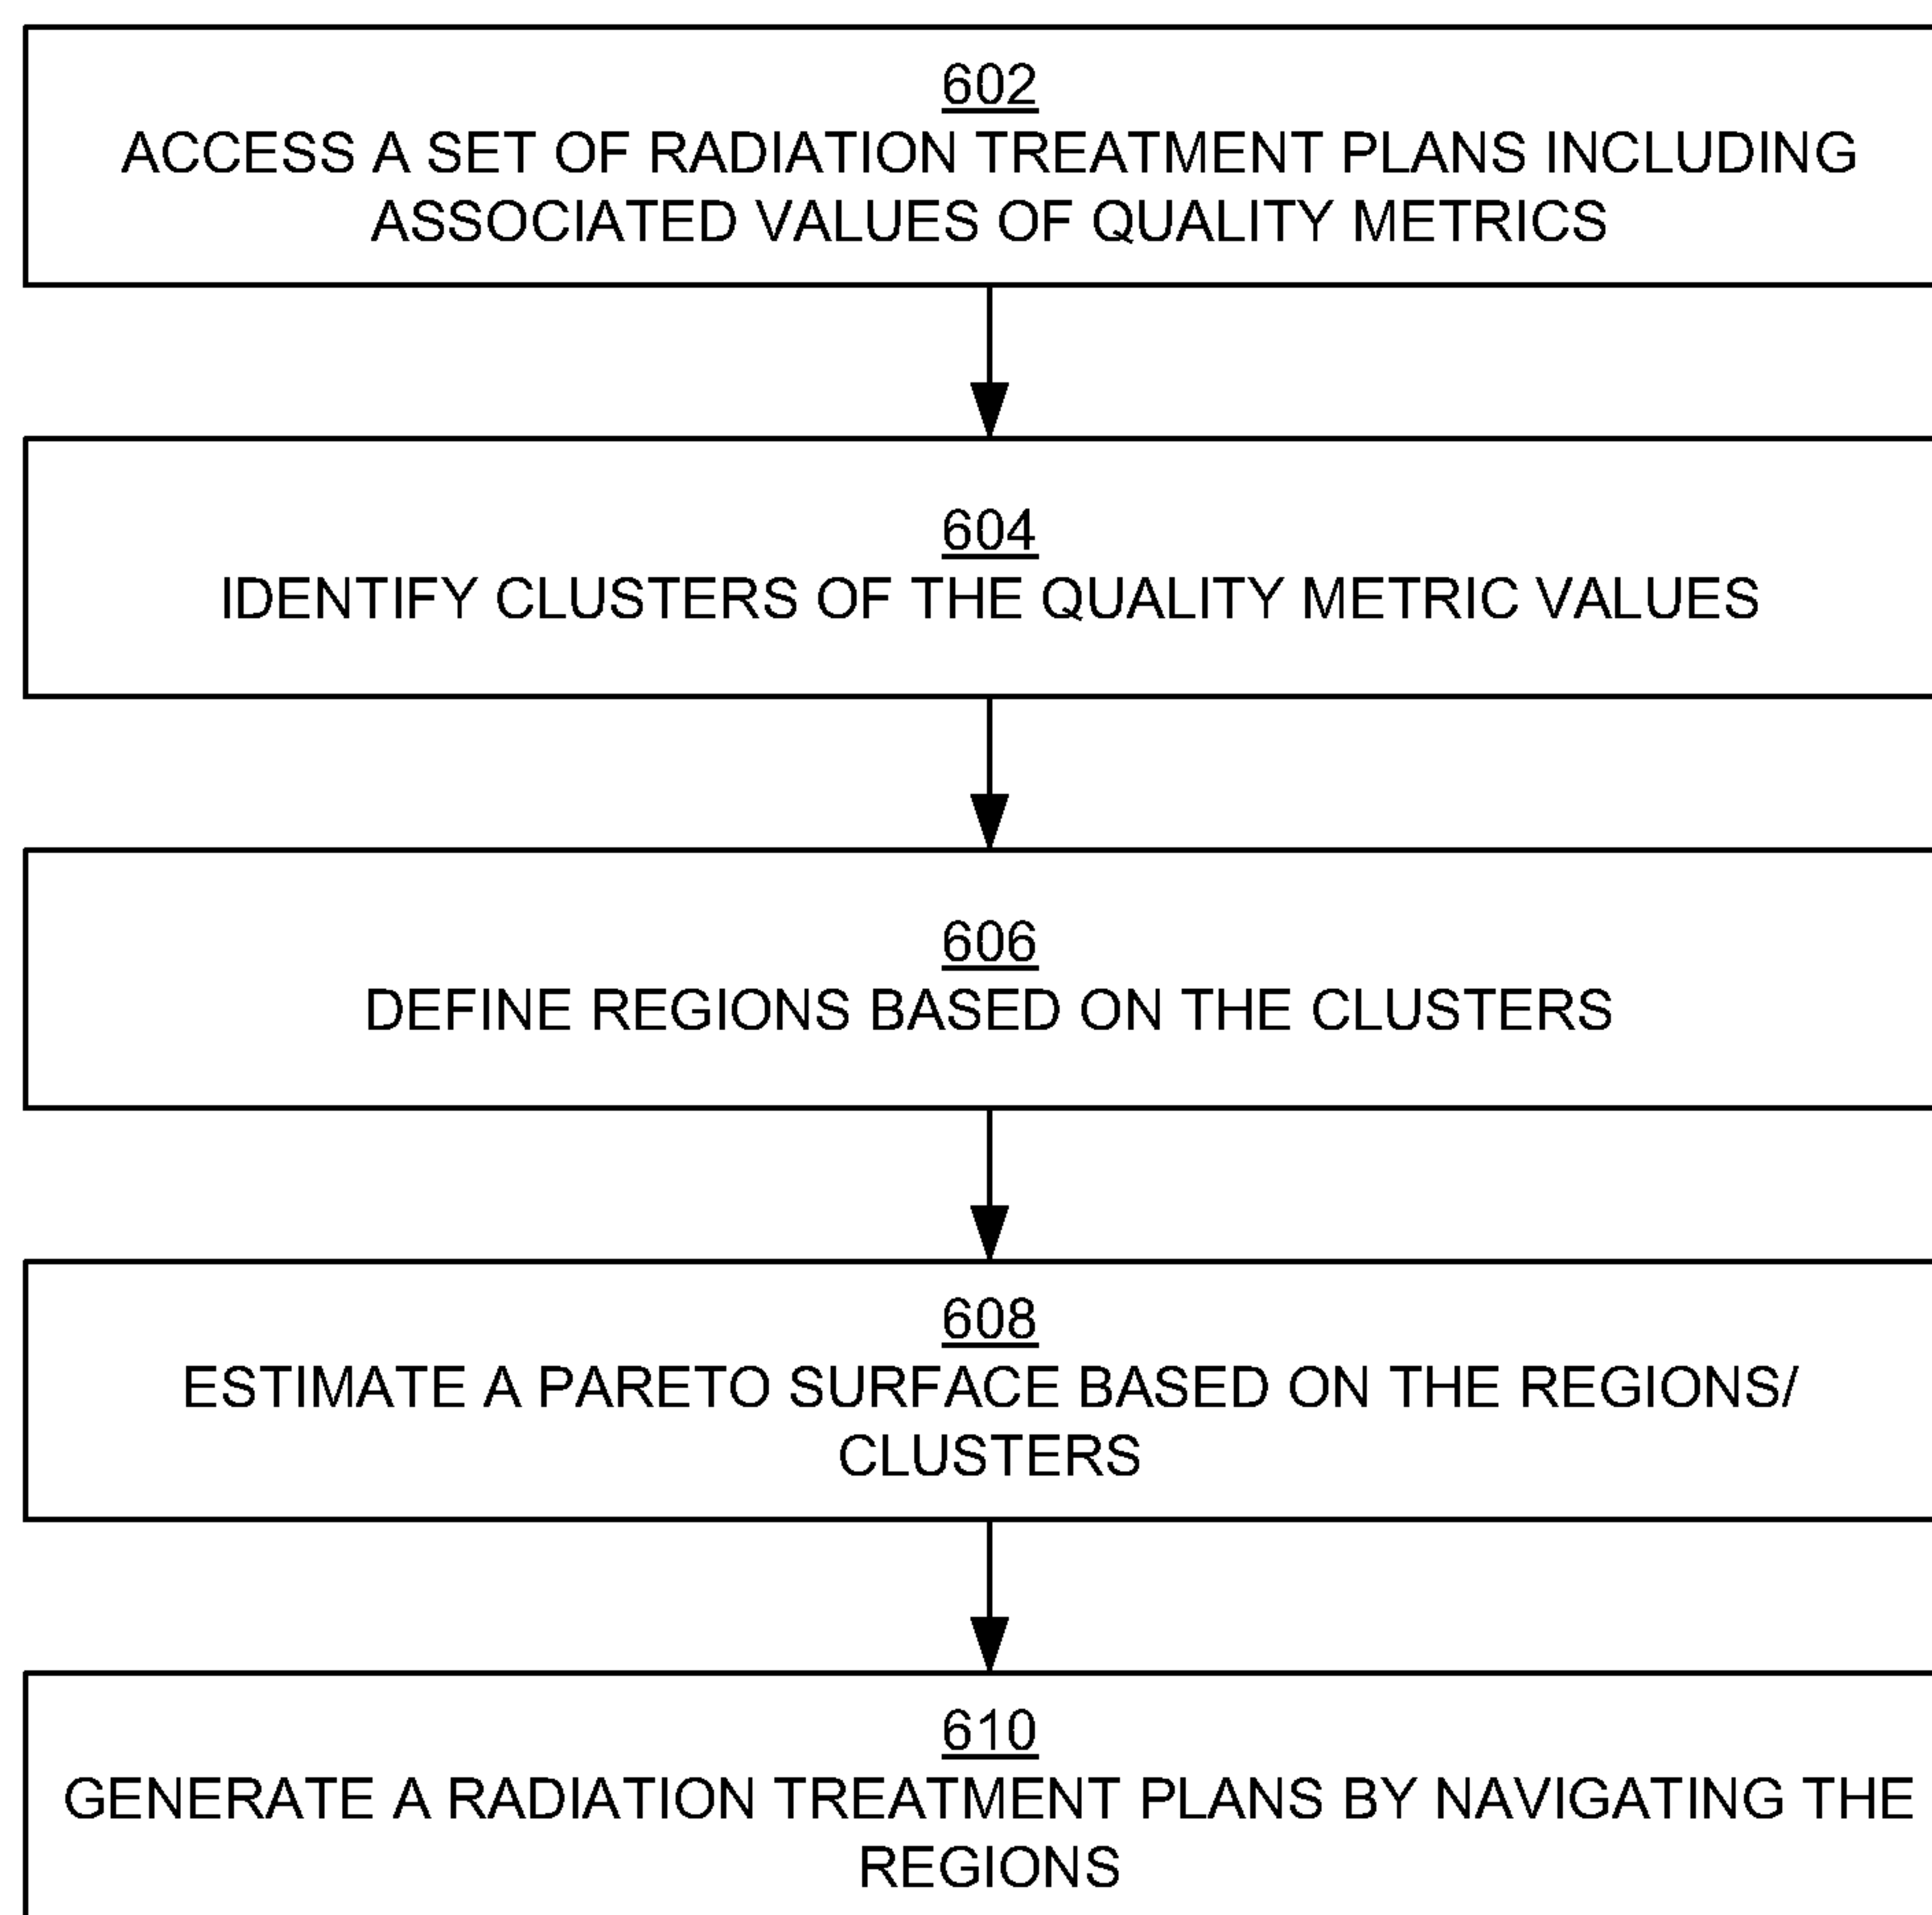 602
ACCESS A SET OF RADIATION TREATMENT PLANS INCLUDING
ASSOCIATED VALUES OF QUALITY METRICS
604
IDENTIFY CLUSTERS OF THE QUALITY METRIC VALUES
606
DEFINE REGIONS BASED ON THE CLUSTERS
608
ESTIMATE A PARETO SURFACE BASED ON THE REGIONS/
CLUSTERS
610
GENERATE A RADIATION TREATMENT PLANS BY NAVIGATING THE
REGIONS